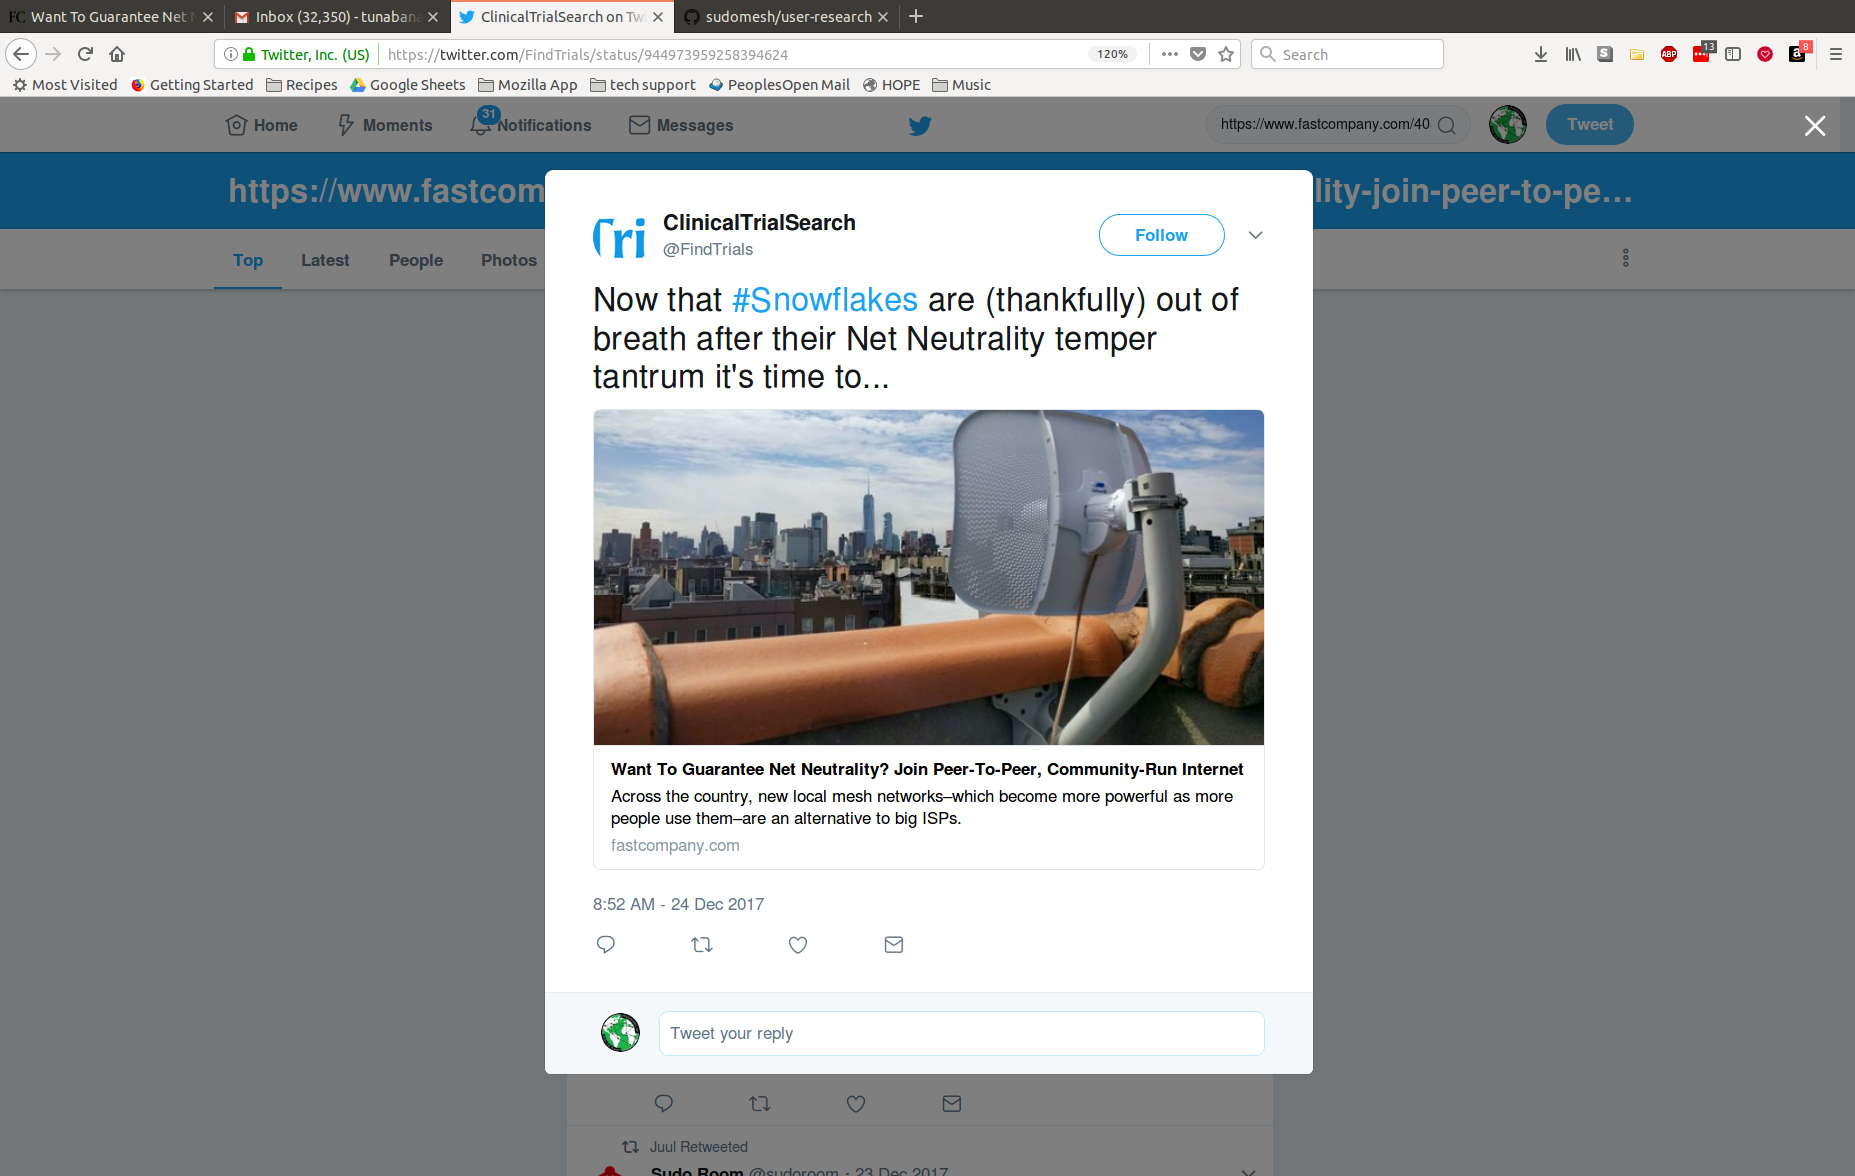 FC Want To Guarantee Net N
Inbox (32,350) - tunabana
ClinicalTrialSearch on Twi
sudomesh/user-research
Twitter, Inc. (US)
https://twitter.com/FindTrials/status/944973959258394624
120%
Search
S
ABP
13
a
8
Most Visited
Getting Started
Recipes
Google Sheets
Mozilla App
tech support
PeoplesOpen Mail
HOPE
Music
Home
Moments
31
Notifications
Messages
https://www.fastcompany.com/40
Tweet
https://www.fastcom
lity-join-peer-to-pe...
Top
Latest
People
Photos
Tri
ClinicalTrialSearch
@FindTrials
Follow
Now that #Snowflakes are (thankfully) out of
breath after their Net Neutrality temper
tantrum it's time to...
Want To Guarantee Net Neutrality? Join Peer-To-Peer, Community-Run Internet
Across the country, new local mesh networks–which become more powerful as more
people use them–are an alternative to big ISPs.
fastcompany.com
8:52 AM - 24 Dec 2017
Tweet your reply
Juul Retweeted
Sudo Room @sudoroom · 23 Dec 2017